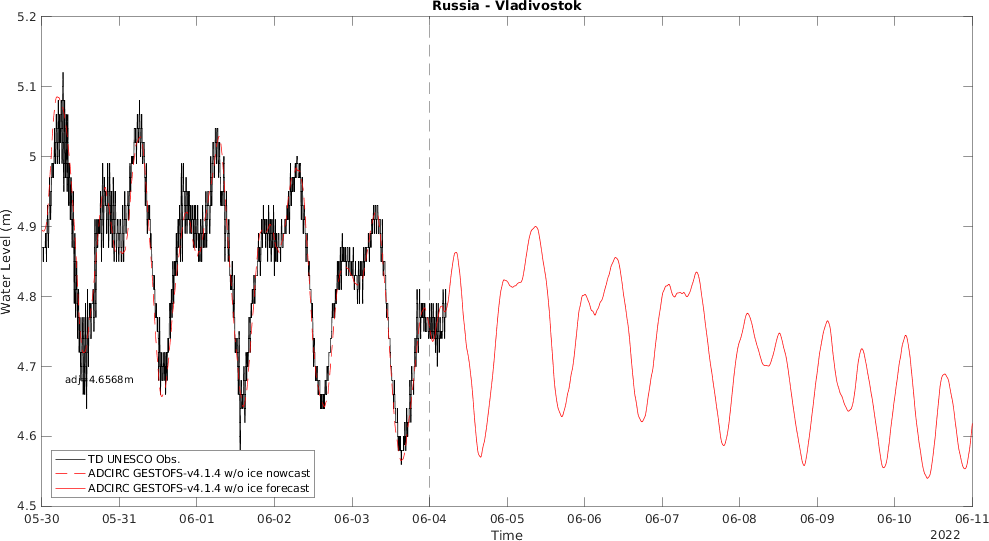 Russia - Vladivostok
5.2
5.1
5
4.9
4.8
4.7
4.6
4.5
Water Level (m)
adj=4.6568m
TD UNESCO Obs.
ADCIRC GESTOFS-v4.1.4 w/o ice nowcast
ADCIRC GESTOFS-v4.1.4 w/o ice forecast
05-30 05-31 06-01 06-02 06-03 06-04 06-05 06-06 06-07 06-08 06-09 06-10 06-11
Time
2022